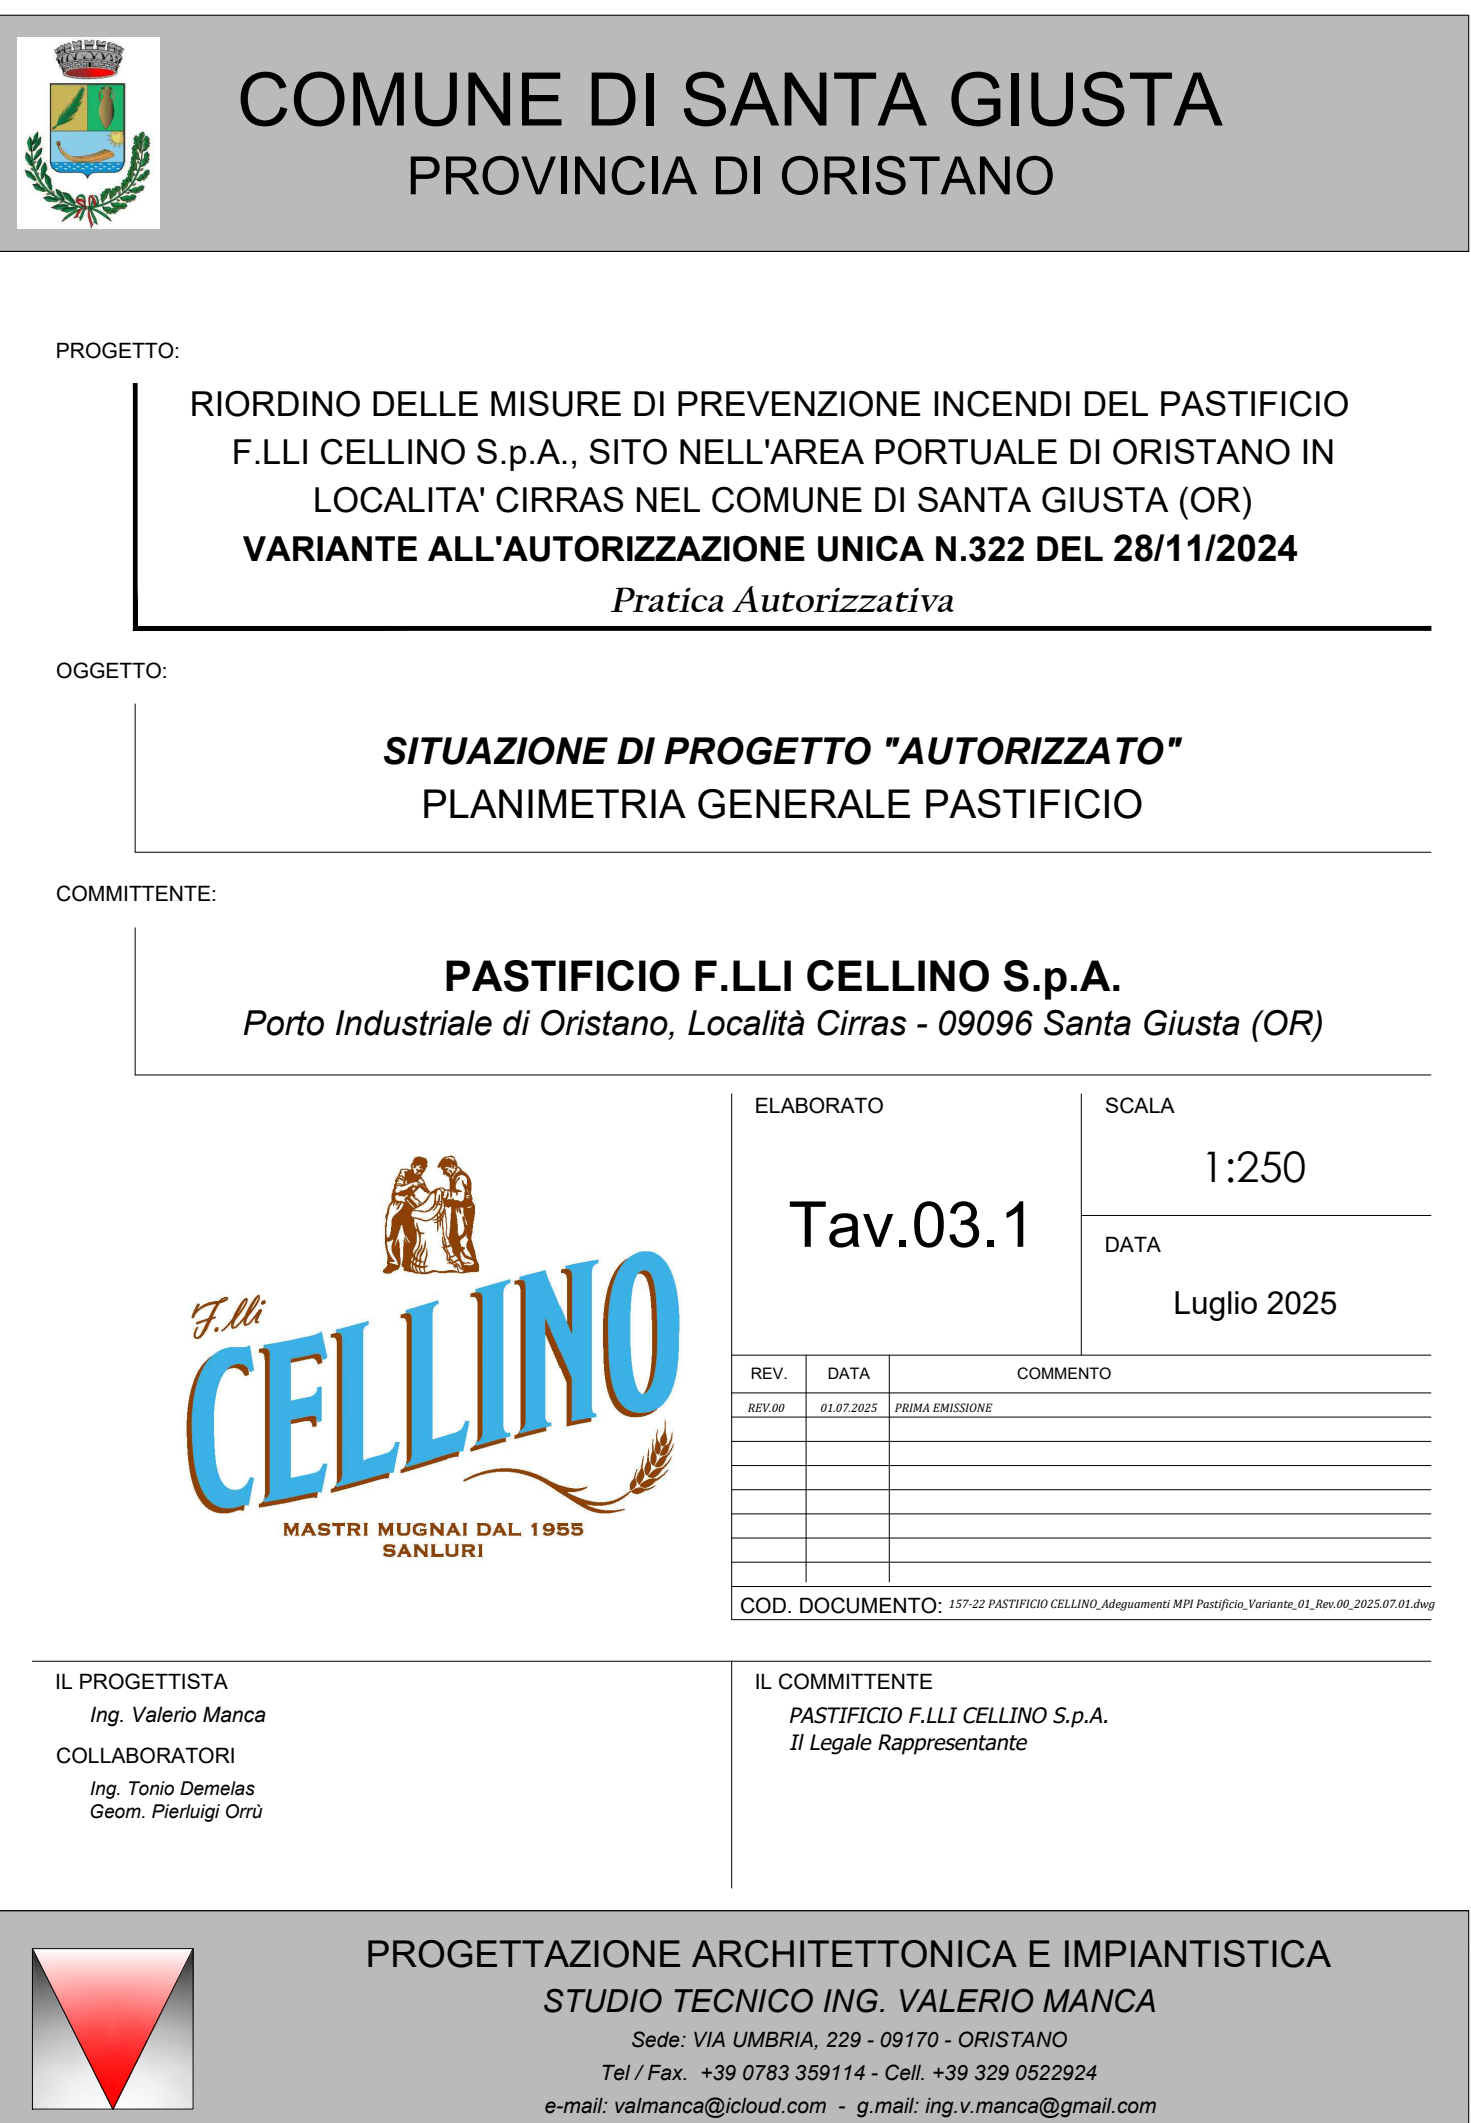 COMUNE DI SANTA GIUSTA
PROVINCIA DI ORISTANO
PROGETTO:
RIORDINO DELLE MISURE DI PREVENZIONE INCENDI DEL PASTIFICIO
F.LLI CELLINO S.p.A., SITO NELL'AREA PORTUALE DI ORISTANO IN
LOCALITA' CIRRAS NEL COMUNE DI SANTA GIUSTA (OR)
VARIANTE ALL'AUTORIZZAZIONE UNICA N.322 DEL 28/11/2024
Pratica Autorizzativa
OGGETTO:
SITUAZIONE DI PROGETTO "AUTORIZZATO"
PLANIMETRIA GENERALE PASTIFICIO
COMMITTENTE:
PASTIFICIO F.LLI CELLINO S.p.A.
Porto Industriale di Oristano, Località Cirras - 09096 Santa Giusta (OR)
F.lli
CELLINO
MASTRI MUGNAI DAL 1955
SANLURI
ELABORATO
Tav.03.1
SCALA
1:250
DATA
Luglio 2025
REV. DATA COMMENTO
REV.00 01.07.2025 PRIMA EMISSIONE
COD. DOCUMENTO: 157-22 PASTIFICIO CELLINO_Adeguamenti MPI Pastificio_Variante_01_Rev.00_2025.07.01.dwg
IL PROGETTISTA
Ing. Valerio Manca
COLLABORATORI
Ing. Tonio Demelas
Geom. Pierluigi Orrù
IL COMMITTENTE
PASTIFICIO F.LLI CELLINO S.p.A.
Il Legale Rappresentante
PROGETTAZIONE ARCHITETTONICA E IMPIANTISTICA
STUDIO TECNICO ING. VALERIO MANCA
Sede: VIA UMBRIA, 229 - 09170 - ORISTANO
Tel / Fax. +39 0783 359114 - Cell. +39 329 0522924
e-mail: valmanca@icloud.com - g.mail: ing.v.manca@gmail.com